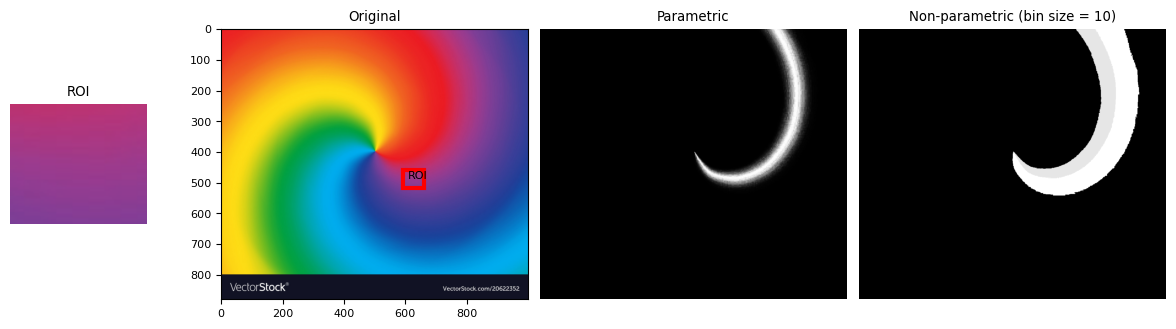 ROI
Original
0
100
200
300
400
500
600
700
800
0 200 400 600 800
ROI
VectorStock®
VectorStock.com/20622352
Parametric
Non-parametric (bin size = 10)